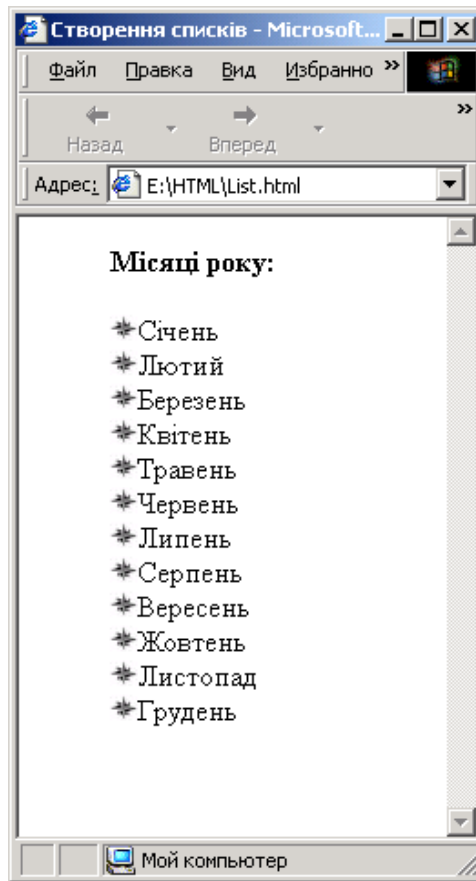 Створення списків - Microsoft...
Файл Правка Вид Избранно »
Назад Вперед »
Адрес: E:\HTML\List.html
Місяці року:
Січень
Лютий
Березень
Квітень
Травень
Червень
Липень
Серпень
Вересень
Жовтень
Листопад
Грудень
Мой компьютер